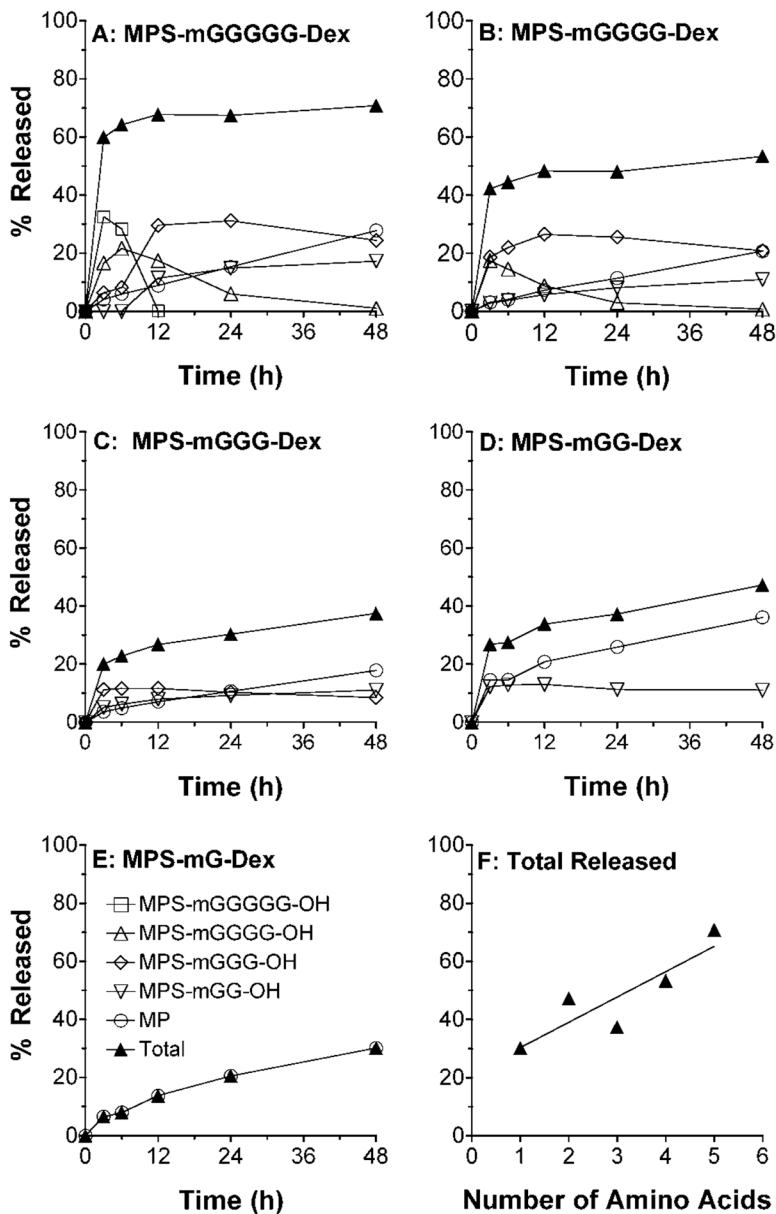 A: MPS-mGGGGG-Dex
B: MPS-mGGGG-Dex
100
80
60
40
20
0
% Released
0 12 24 36 48
Time (h)
100
80
60
40
20
0
0 12 24 36 48
Time (h)
C: MPS-mGGG-Dex
D: MPS-mGG-Dex
100
80
60
40
20
0
% Released
0 12 24 36 48
Time (h)
100
80
60
40
20
0
0 12 24 36 48
Time (h)
E: MPS-mG-Dex
F: Total Released
100
80
60
40
20
0
% Released
MPS-mGGGGG-OH
MPS-mGGGG-OH
MPS-mGGG-OH
MPS-mGG-OH
MP
Total
0 12 24 36 48
Time (h)
100
80
60
40
20
0
0 1 2 3 4 5 6
Number of Amino Acids